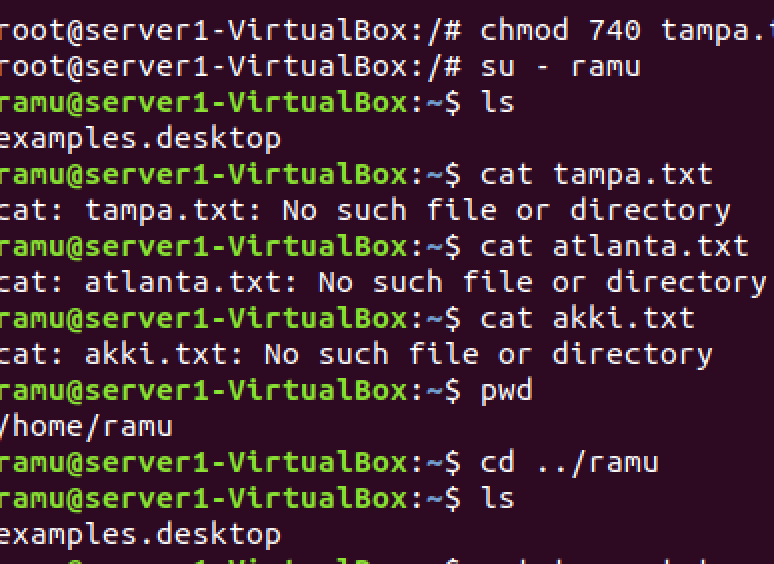 root@server1-VirtualBox:/# chmod 740 tampa.
root@server1-VirtualBox:/# su - ramu
ramu@server1-VirtualBox:~$ ls
examples.desktop
ramu@server1-VirtualBox:~$ cat tampa.txt
cat: tampa.txt: No such file or directory
ramu@server1-VirtualBox:~$ cat atlanta.txt
cat: atlanta.txt: No such file or directory
ramu@server1-VirtualBox:~$ cat akki.txt
cat: akki.txt: No such file or directory
ramu@server1-VirtualBox:~$ pwd
/home/ramu
ramu@server1-VirtualBox:~$ cd ../ramu
ramu@server1-VirtualBox:~$ ls
examples.desktop